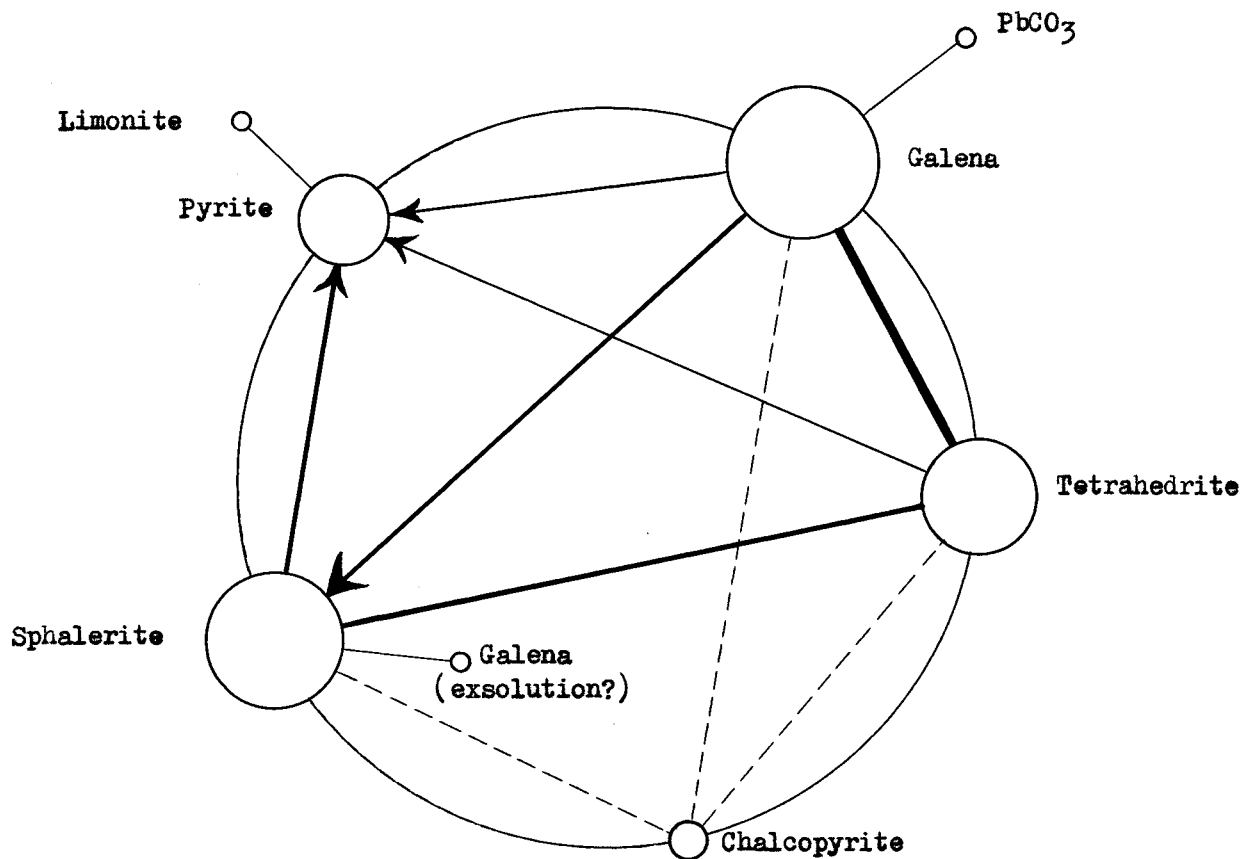 PbCO₃
Limonite
Galena
Pyrite
Tetrahedrite
Sphalerite
Galena
(exsolution?)
Chalcopyrite